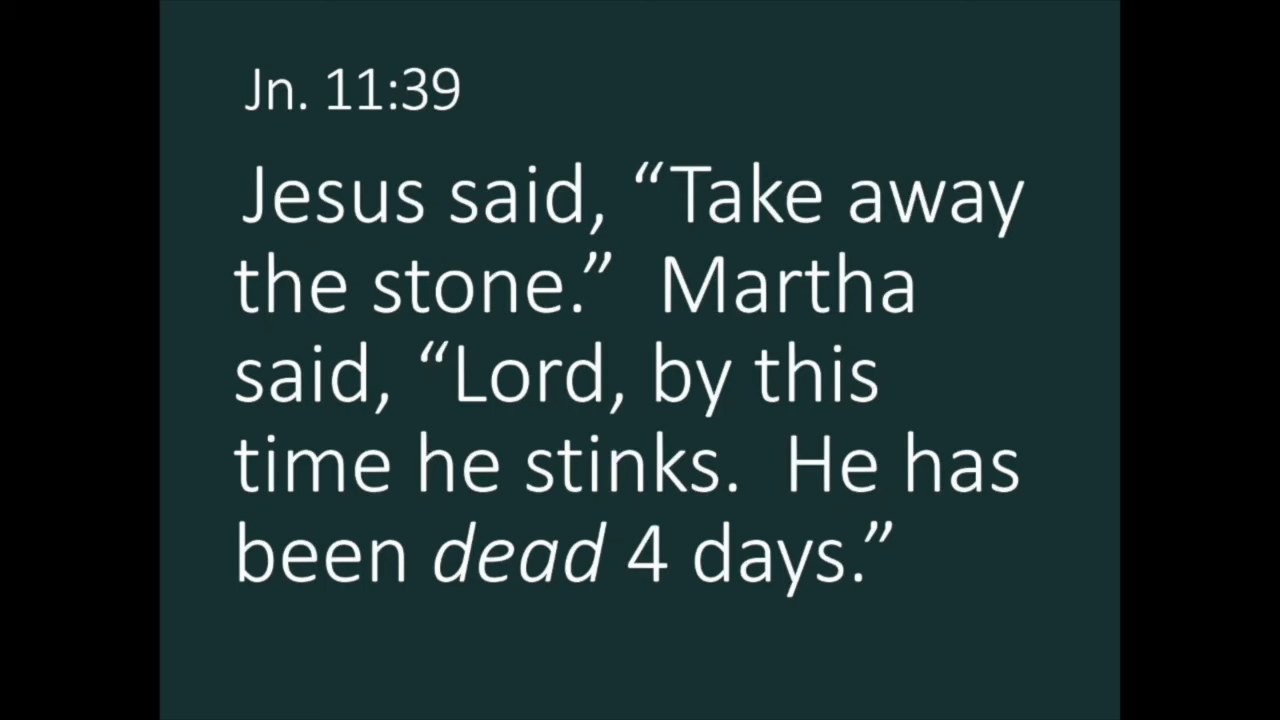 Jn. 11:39
Jesus said, “Take away
the stone.”  Martha
said, “Lord, by this
time he stinks.  He has
been dead 4 days.”